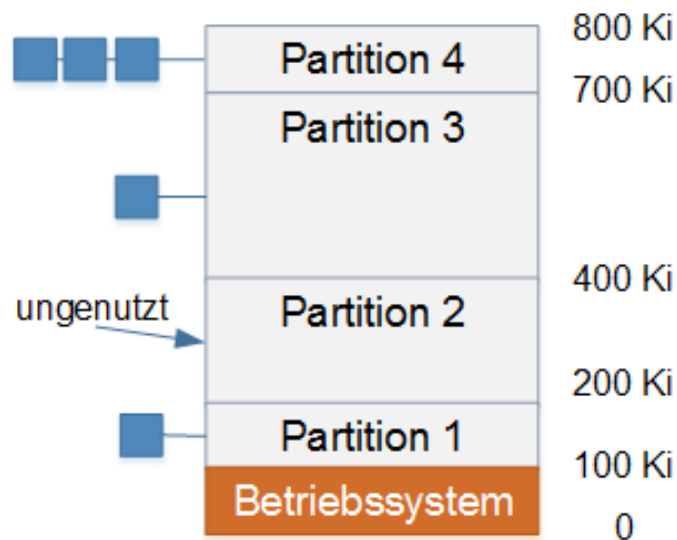 800 Ki
Partition 4
700 Ki
Partition 3
400 Ki
ungenutzt
Partition 2
200 Ki
Partition 1
100 Ki
Betriebssystem
0